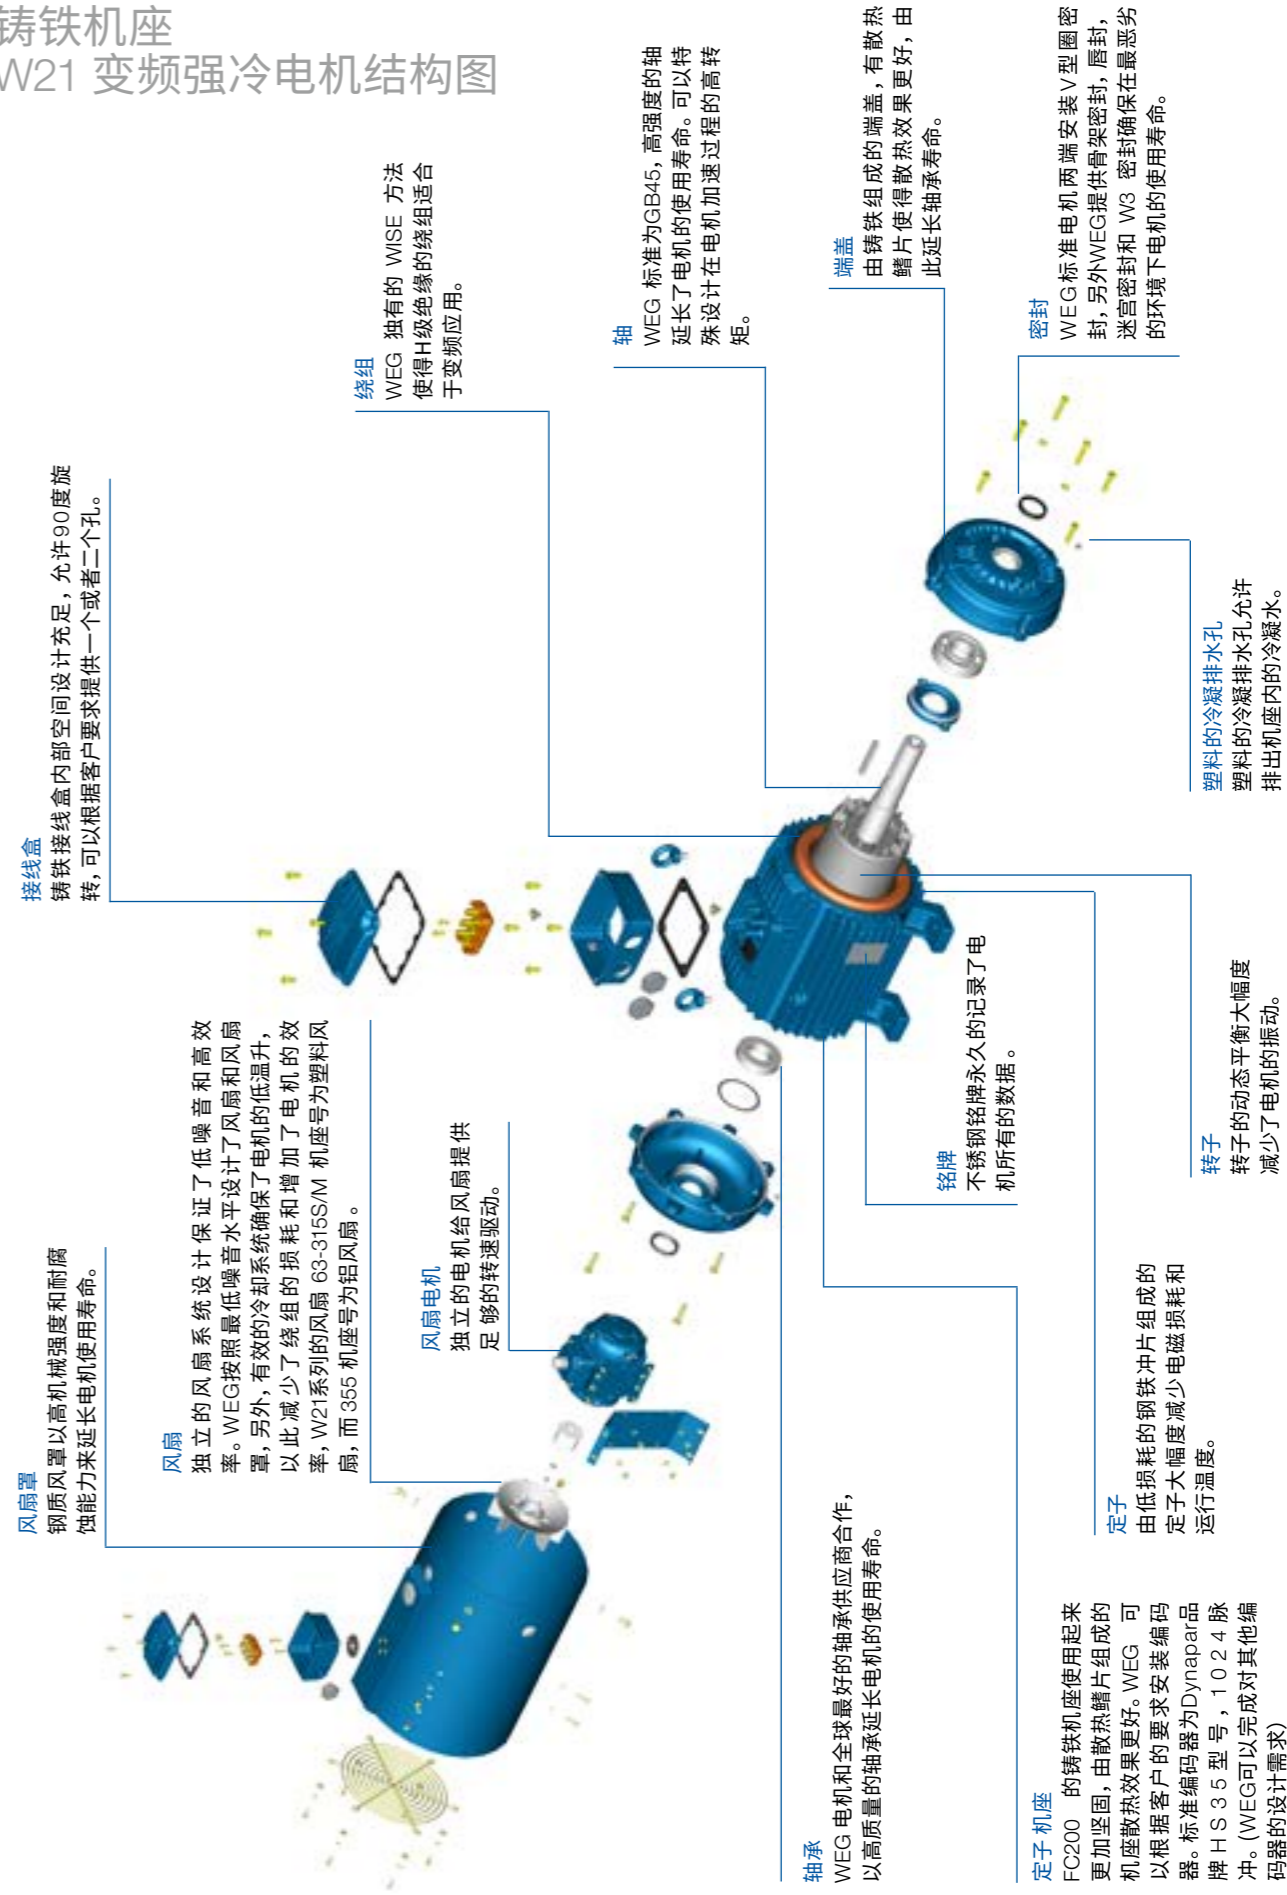 铸铁机座
W21 变频强冷电机结构图
风扇罩
钢质风罩以高机械强度和耐腐
蚀能力来延长电机使用寿命。
风扇
独立的风扇系统设计保证了低噪音和高效
率。WEG按照最低噪音水平设计了风扇和风扇
罩，另外，有效的冷却系统确保了电机的低温升，
以此减少了绕组的损耗和增加了电机的效
率，W21系列的风扇 63-315S/M 机座号为塑料风
扇，而 355 机座号为铝风扇。
风扇电机
独立的电机给风扇提供
足够的转速驱动。
接线盒
铸铁接线盒内部空间设计充足，允许90度旋
转，可以根据客户要求提供一个或者二个孔。
绕组
WEG 独有的 WISE 方法
使得H级绝缘的绕组适合
于变频应用。
轴
WEG 标准为GB45，高强度的轴
延长了电机的使用寿命。可以特
殊设计在电机加速过程的高转
矩。
端盖
由铸铁组成的端盖，有散热
鳍片使得散热效果更好，由
此延长轴承寿命。
密封
WEG标准电机两端安装V型圈密
封，另外WEG提供骨架密封，唇封，
迷宫密封和 W3 密封确保在最恶劣
的环境下电机的使用寿命。
轴承
WEG 电机和全球最好的轴承供应商合作，
以高质量的轴承延长电机的使用寿命。
定子 机座
FC200 的铸铁机座使用起来
更加坚固，由散热鳍片组成的
机座散热效果更好。WEG 可
以根据客户的要求安装编码
器。标准编码器为Dynapar品
牌 HS35型号，1024脉
冲。(WEG可以完成对其他编
码器的设计需求)
定子
由低损耗的钢铁冲片组成的
定子大幅度减少电磁损耗和
运行温度。
铭牌
不锈钢铭牌永久的记录了电
机所有的数据。
转子
转子的动态平衡大幅度
减少了电机的振动。
塑料的冷凝排水孔
塑料的冷凝排水孔允许
排出机座内的冷凝水。